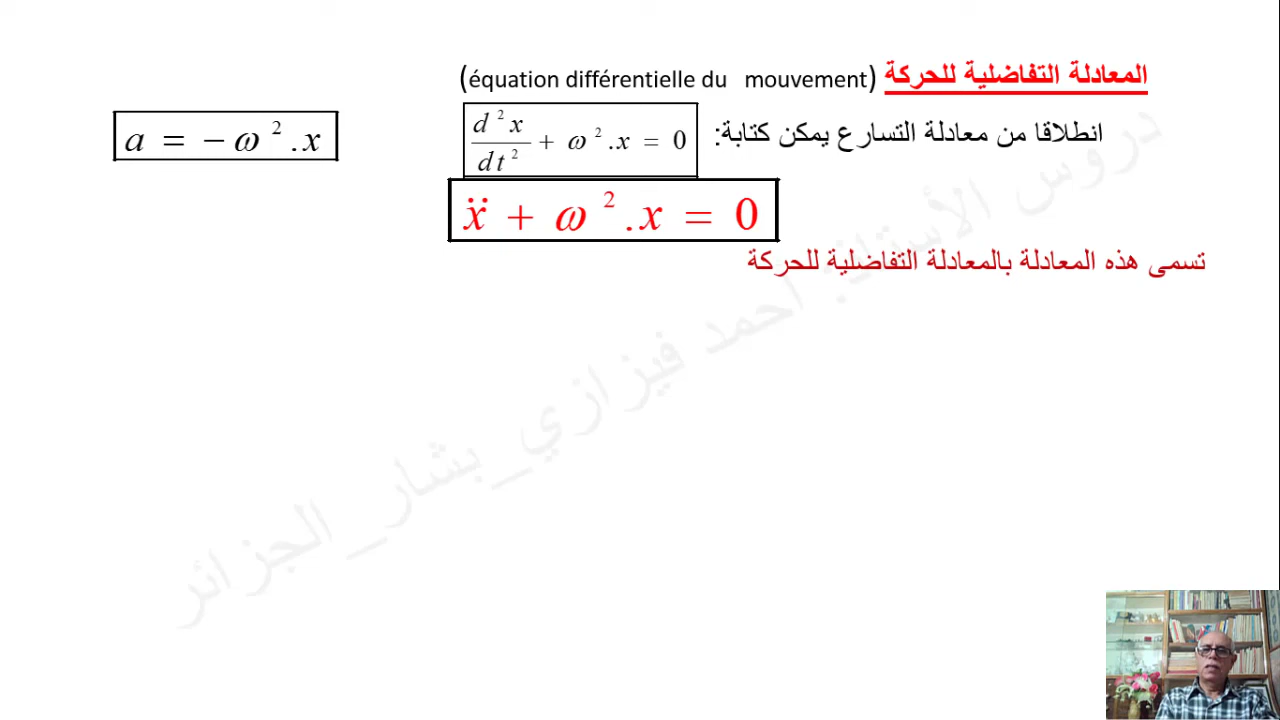 المعادلة التفاضلية للحركة (équation différentielle du mouvement)
انطلاقا من معادلة التسارع يمكن كتابة:
d²x/dt² + ω².x = 0
a = −ω².x
ẍ + ω².x = 0
تسمى هذه المعادلة بالمعادلة التفاضلية للحركة
دروس الأستاذ: احمد فيزازي_بشار_الجزائر